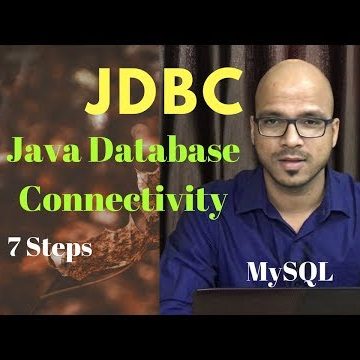 JDBC
Java Database
Connectivity
7 Steps
MySQL